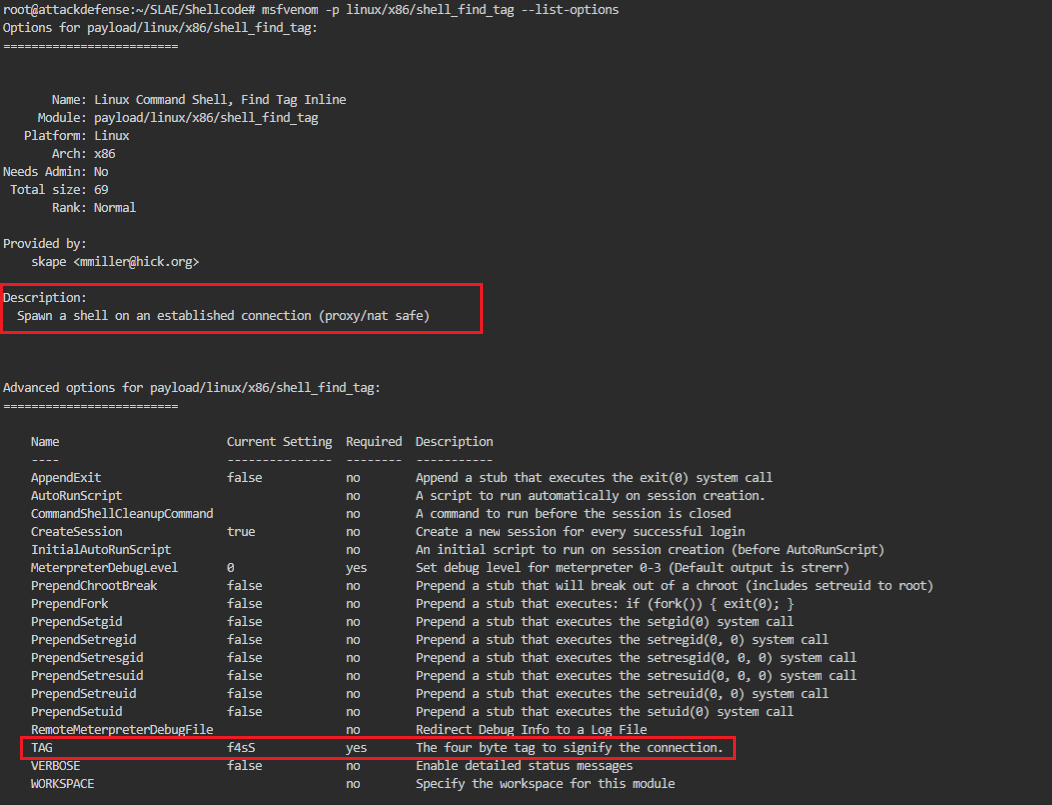 root@attackdefense:~/SLAE/Shellcode# msfvenom -p linux/x86/shell_find_tag --list-options
Options for payload/linux/x86/shell_find_tag:
=========================
Name: Linux Command Shell, Find Tag Inline
Module: payload/linux/x86/shell_find_tag
Platform: Linux
Arch: x86
Needs Admin: No
Total size: 69
Rank: Normal
Provided by:
skape <mmiller@hick.org>
Description:
Spawn a shell on an established connection (proxy/nat safe)
Advanced options for payload/linux/x86/shell_find_tag:
=========================
Name Current Setting Required Description
---- --------------- -------- -----------
AppendExit false no Append a stub that executes the exit(0) system call
AutoRunScript no A script to run automatically on session creation.
CommandShellCleanupCommand no A command to run before the session is closed
CreateSession true no Create a new session for every successful login
InitialAutoRunScript no An initial script to run on session creation (before AutoRunScript)
MeterpreterDebugLevel 0 yes Set debug level for meterpreter 0-3 (Default output is strerr)
PrependChrootBreak false no Prepend a stub that will break out of a chroot (includes setreuid to root)
PrependFork false no Prepend a stub that executes: if (fork()) { exit(0); }
PrependSetgid false no Prepend a stub that executes the setgid(0) system call
PrependSetregid false no Prepend a stub that executes the setregid(0, 0) system call
PrependSetresgid false no Prepend a stub that executes the setresgid(0, 0, 0) system call
PrependSetresuid false no Prepend a stub that executes the setresuid(0, 0, 0) system call
PrependSetreuid false no Prepend a stub that executes the setreuid(0, 0) system call
PrependSetuid false no Prepend a stub that executes the setuid(0) system call
RemoteMeterpreterDebugFile no Redirect Debug Info to a Log File
TAG f4sS yes The four byte tag to signify the connection.
VERBOSE false no Enable detailed status messages
WORKSPACE no Specify the workspace for this module